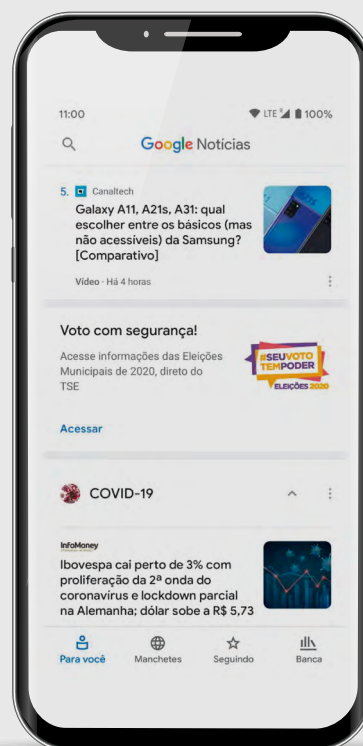 11:00 LTE 100%
Google Notícias
5. Canaltech
Galaxy A11, A21s, A31: qual
escolher entre os básicos (mas
não acessíveis) da Samsung?
[Comparativo]
Vídeo · Há 4 horas
Voto com segurança!
Acesse informações das Eleições
Municipais de 2020, direto do
TSE
#SEUVOTO
TEMPODER
ELEIÇÕES 2020
Acessar
COVID-19
InfoMoney
Ibovespa cai perto de 3% com
proliferação da 2ª onda do
coronavírus e lockdown parcial
na Alemanha; dólar sobe a R$ 5,73
Para você Manchetes Seguindo Banca